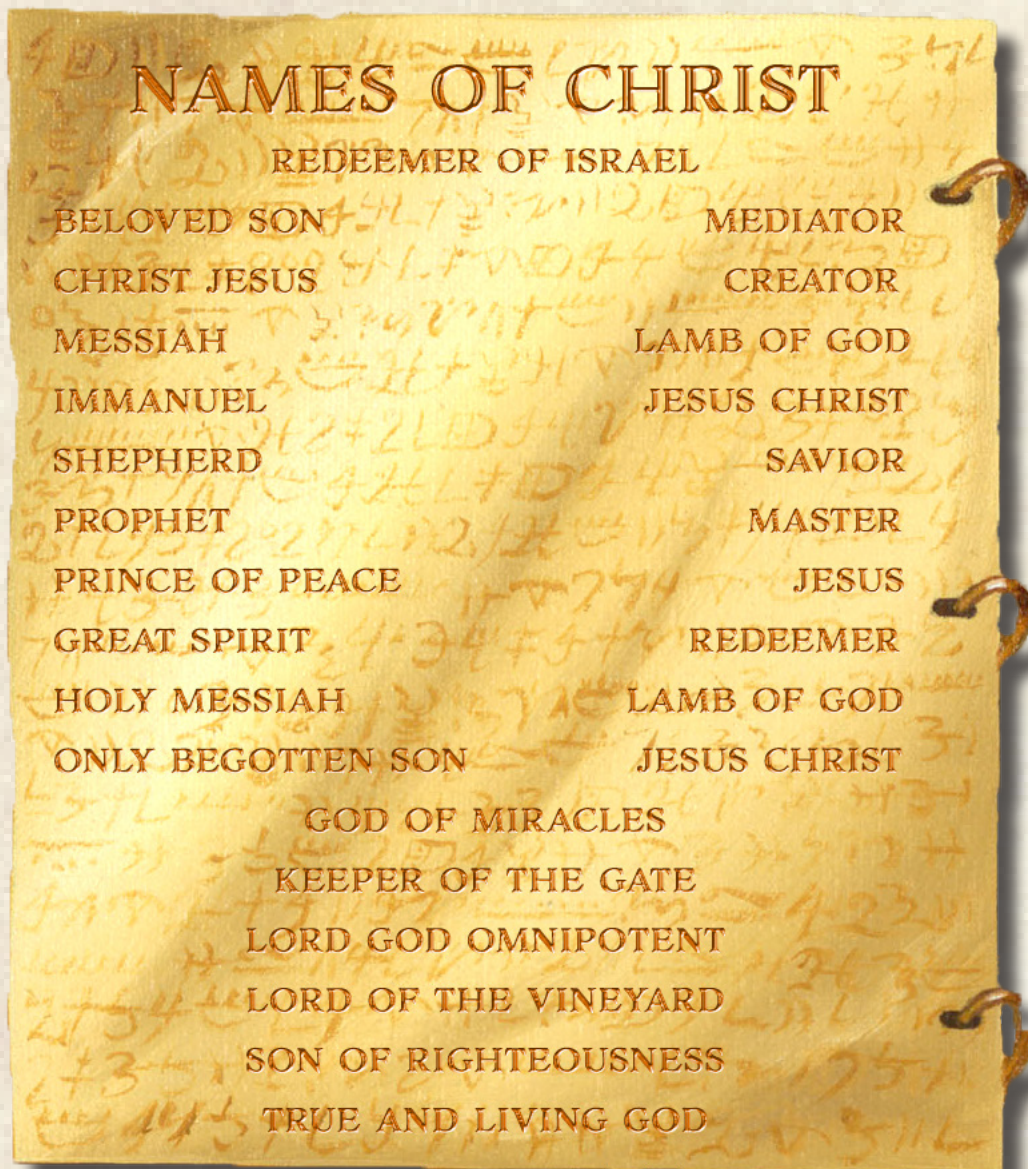 NAMES OF CHRIST
REDEEMER OF ISRAEL
BELOVED SON MEDIATOR
CHRIST JESUS CREATOR
MESSIAH LAMB OF GOD
IMMANUEL JESUS CHRIST
SHEPHERD SAVIOR
PROPHET MASTER
PRINCE OF PEACE JESUS
GREAT SPIRIT REDEEMER
HOLY MESSIAH LAMB OF GOD
ONLY BEGOTTEN SON JESUS CHRIST
GOD OF MIRACLES
KEEPER OF THE GATE
LORD GOD OMNIPOTENT
LORD OF THE VINEYARD
SON OF RIGHTEOUSNESS
TRUE AND LIVING GOD